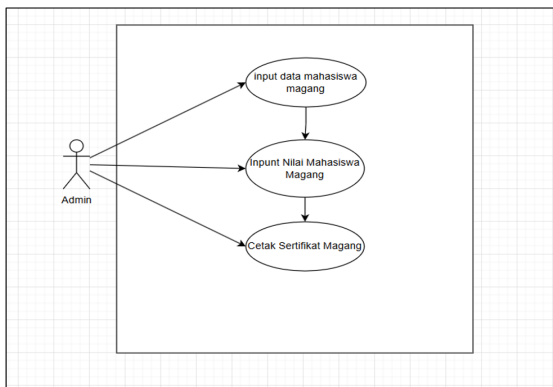 input data mahasiswa
magang
Inpunt Nilai Mahasiswa
Magang
Admin
Cetak Sertifikat Magang